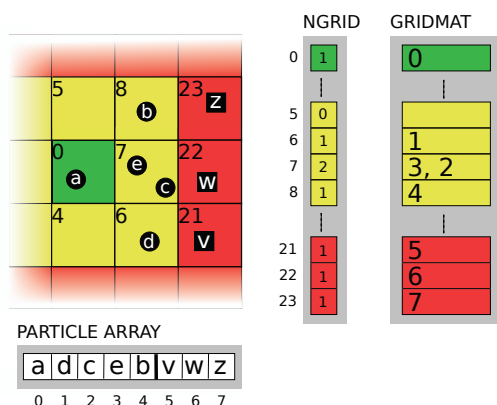 NGRID GRIDMAT
0 1 0
5 8 23
b z
5 0
6 1 1
0 7 22
a e c w
7 2 3, 2
8 1 4
4 6 21
d v
21 1 5
22 1 6
23 1 7
PARTICLE ARRAY
a d c e b v w z
0 1 2 3 4 5 6 7